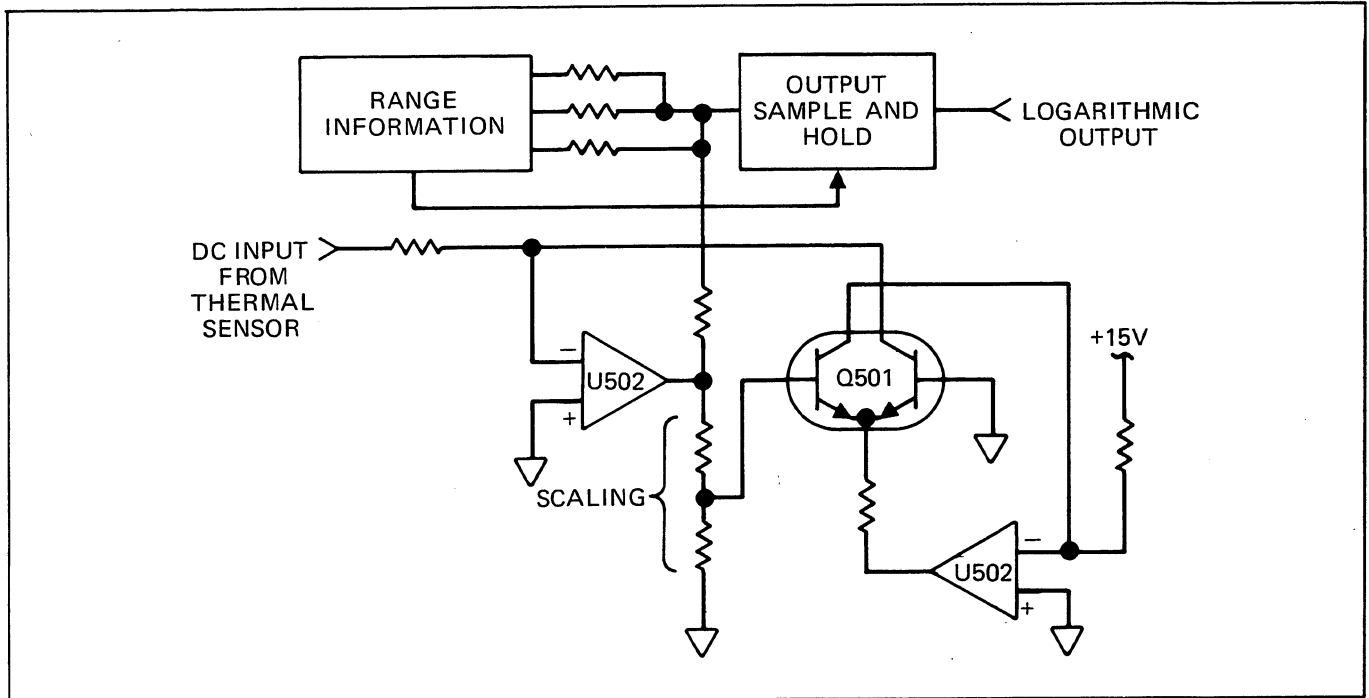 RANGE
INFORMATION
OUTPUT
SAMPLE AND
HOLD
LOGARITHMIC
OUTPUT
DC INPUT
FROM
THERMAL
SENSOR
−
U502
+
SCALING
Q501
+15V
−
U502
+